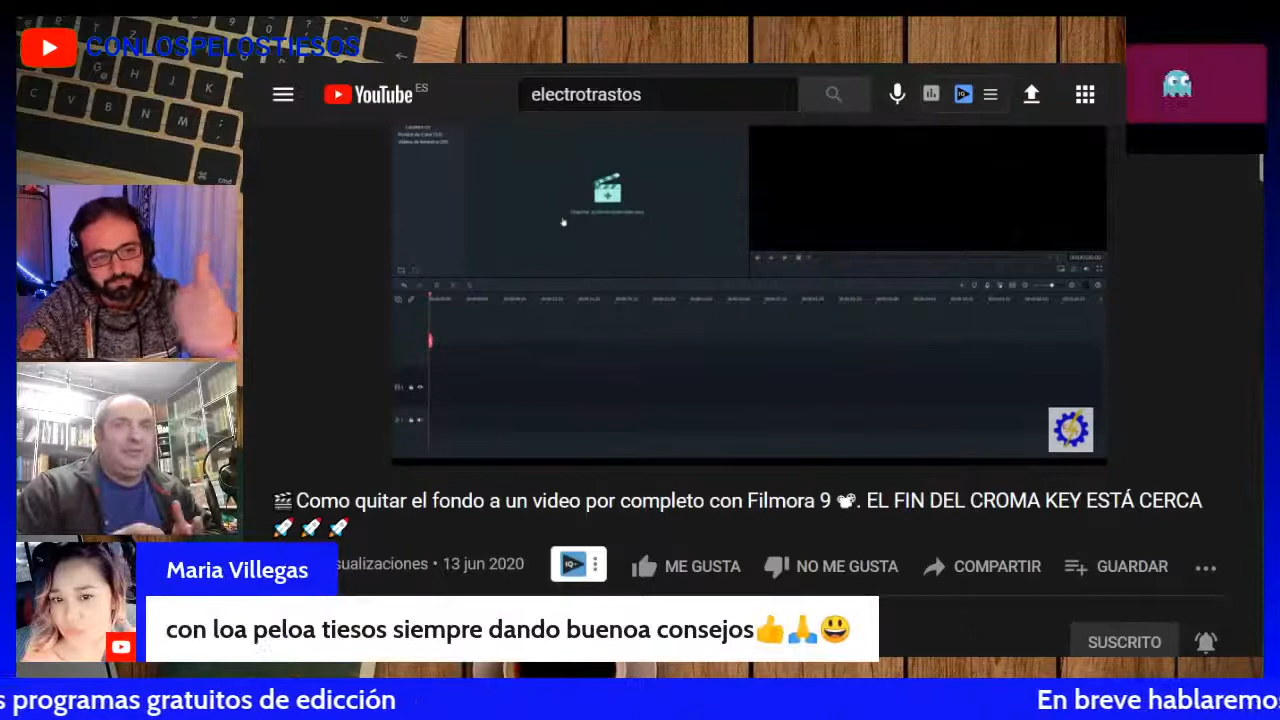 CONLOSPELOSTIESOS
YouTube ES
electrotrastos
🎬Como quitar el fondo a un video por completo con Filmora 9 📽. EL FIN DEL CROMA KEY ESTÁ CERCA
🚀 🚀 🚀
sualizaciones • 13 jun 2020
ME GUSTA
NO ME GUSTA
COMPARTIR
GUARDAR
SUSCRITO
Maria Villegas
con loa peloa tiesos siempre dando buenoa consejos👍🙏😃
s programas gratuitos de edicción
En breve hablaremos